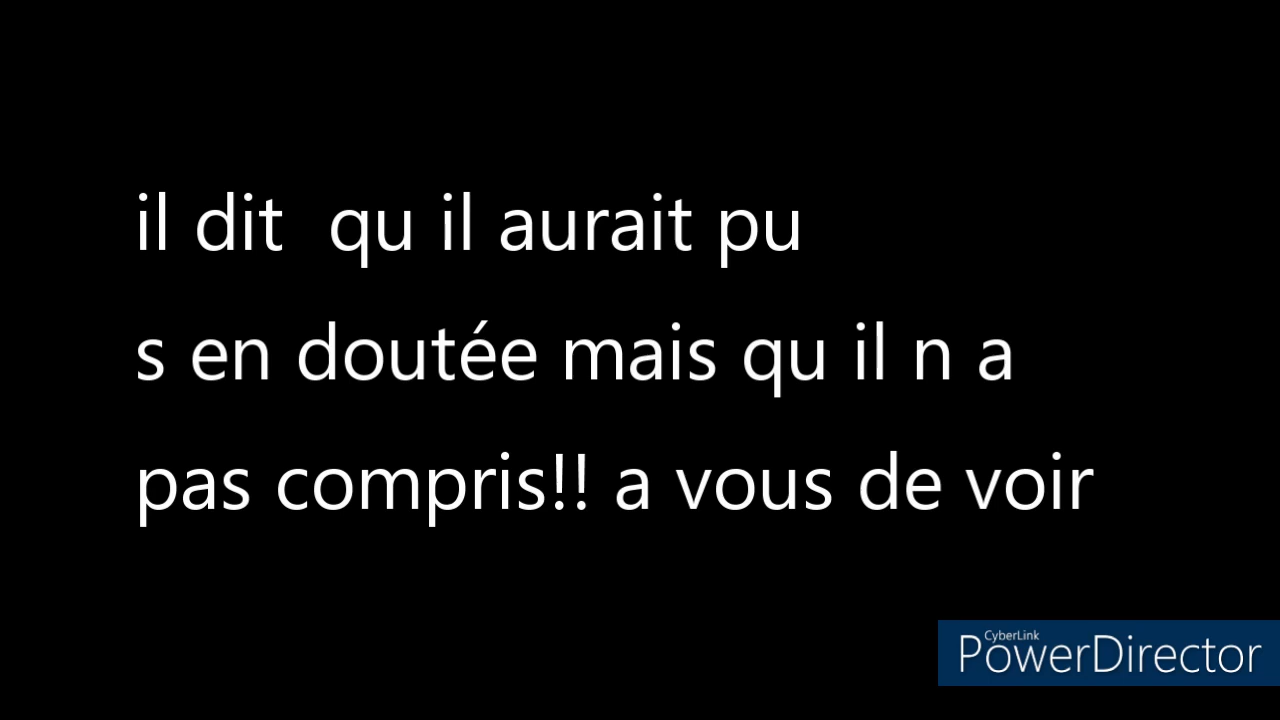 il dit  qu il aurait pu
s en doutée mais qu il n a
pas compris!! a vous de voir
CyberLink
PowerDirector